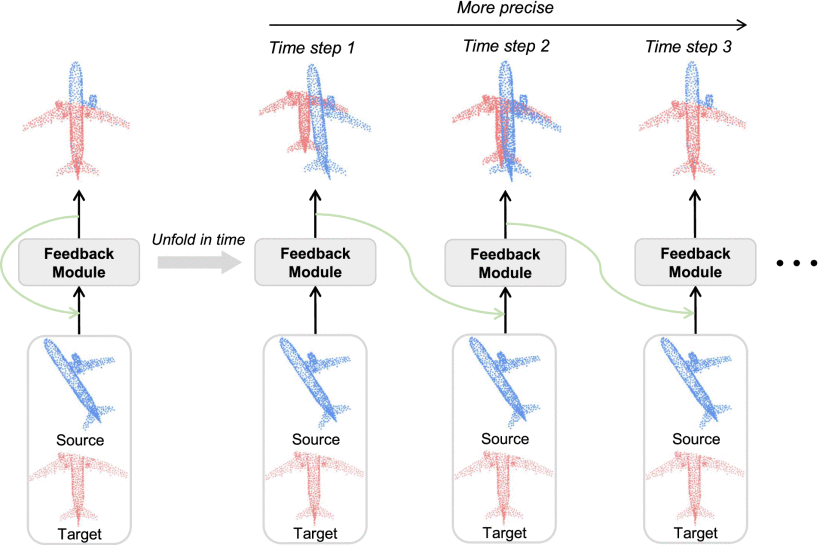 More precise
Time step 1
Time step 2
Time step 3
Unfold in time
Feedback
Module
Feedback
Module
Feedback
Module
Feedback
Module
...
Source
Source
Source
Source
Target
Target
Target
Target